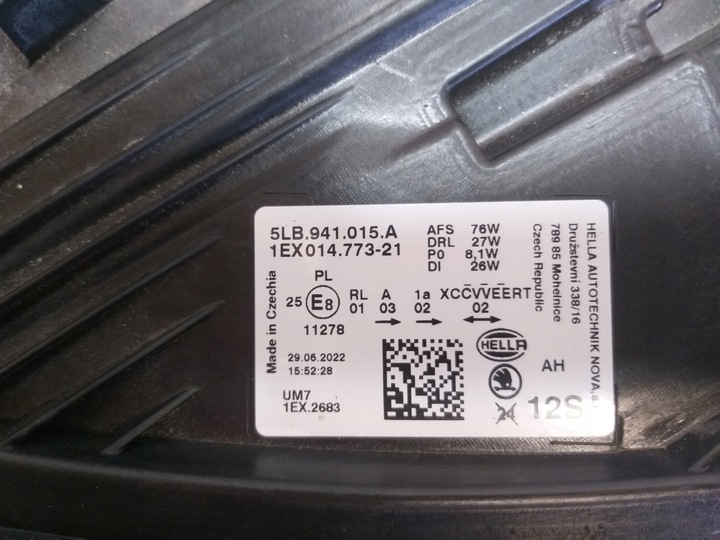 5LB.941.015.A
1EX 014.773-21
AFS 76W
DRL 27W
P0 8,1W
DI 26W
PL
25 E8 RL A 1a XCC̄V̄VĒERT
01 03 02 02
11278
Made in Czechia
29.06.2022
15:52:28
UM7
1EX.2683
HELLA
AH
12S
HELLA AUTOTECHNIK NOVA,
Družstevní 338/16
789 85 Mohelnice
Czech Republic